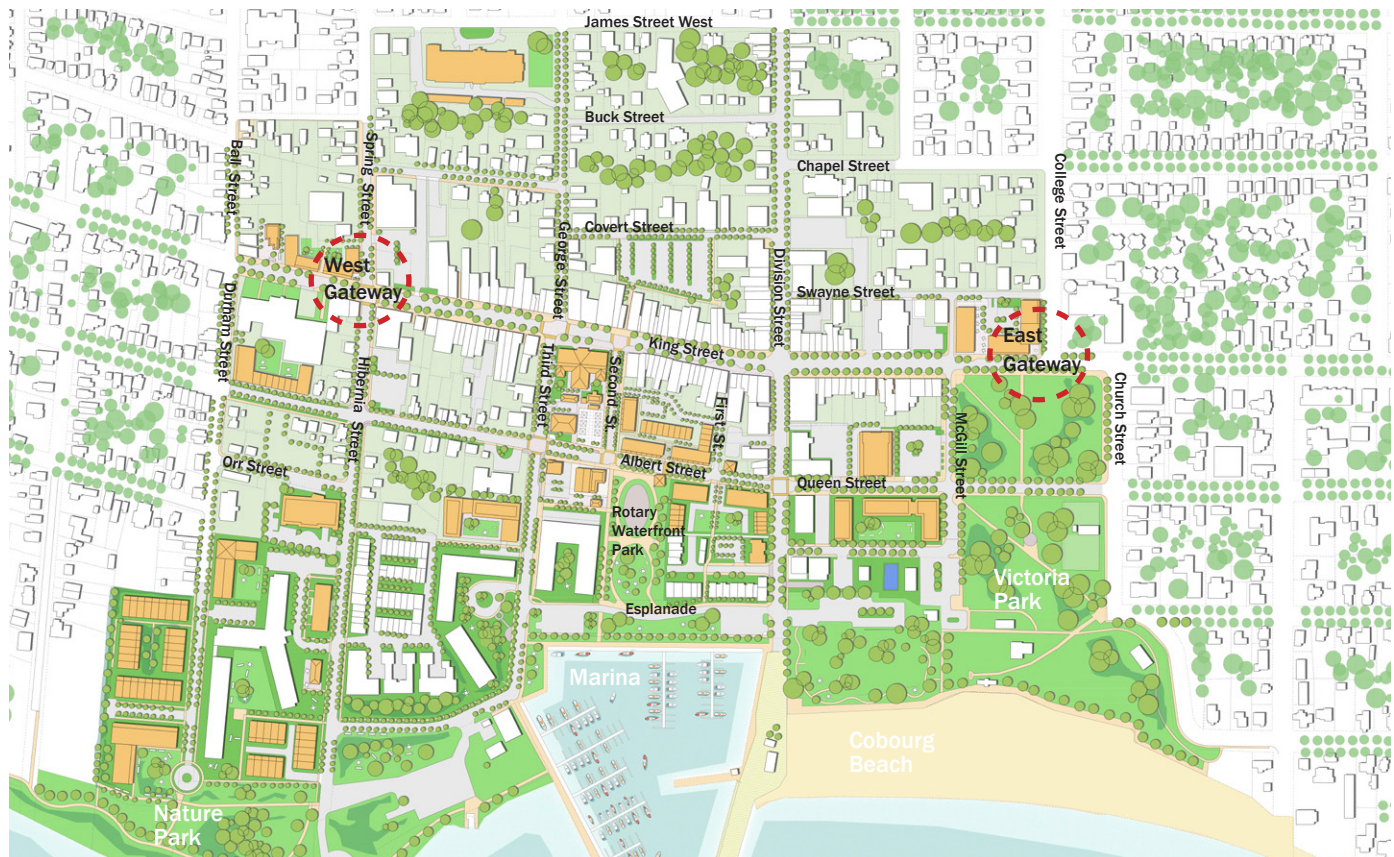 James Street West
Buck Street
Ball Street
Spring Street
Chapel Street
College Street
Covert Street
George Street
Division Street
West
Gateway
Swayne Street
Durham Street
East
Gateway
King Street
Hibernia Street
Third Street
Second St.
First St.
McGill Street
Church Street
Orr Street
Albert Street
Queen Street
Rotary
Waterfront
Park
Victoria
Park
Esplanade
Marina
Cobourg
Beach
Nature
Park